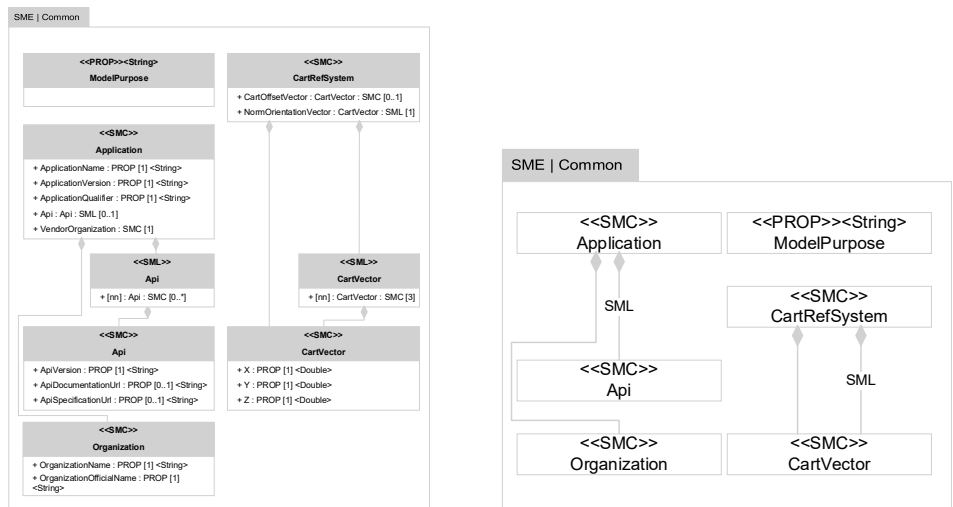 SME | Common
<<PROP>><String>
ModelPurpose
<<SMC>>
CartRefSystem
+ CartOffsetVector : CartVector : SMC [0..1]
+ NormOrientationVector : CartVector : SML [1]
<<SMC>>
Application
+ ApplicationName : PROP [1] <String>
+ ApplicationVersion : PROP [1] <String>
+ ApplicationQualifier : PROP [1] <String>
+ Api : Api : SML [0..1]
+ VendorOrganization : SMC [1]
<<SML>>
Api
+ [nn] : Api : SMC [0..*]
<<SML>>
CartVector
+ [nn] : CartVector : SMC [3]
<<SMC>>
Api
+ ApiVersion : PROP [1] <String>
+ ApiDocumentationUrl : PROP [0..1] <String>
+ ApiSpecificationUrl : PROP [0..1] <String>
<<SMC>>
CartVector
+ X : PROP [1] <Double>
+ Y : PROP [1] <Double>
+ Z : PROP [1] <Double>
<<SMC>>
Organization
+ OrganizationName : PROP [1] <String>
+ OrganizationOfficialName : PROP [1]
<String>
SME | Common
<<SMC>>
Application
<<PROP>><String>
ModelPurpose
<<SMC>>
CartRefSystem
SML
<<SMC>>
Api
SML
<<SMC>>
Organization
<<SMC>>
CartVector